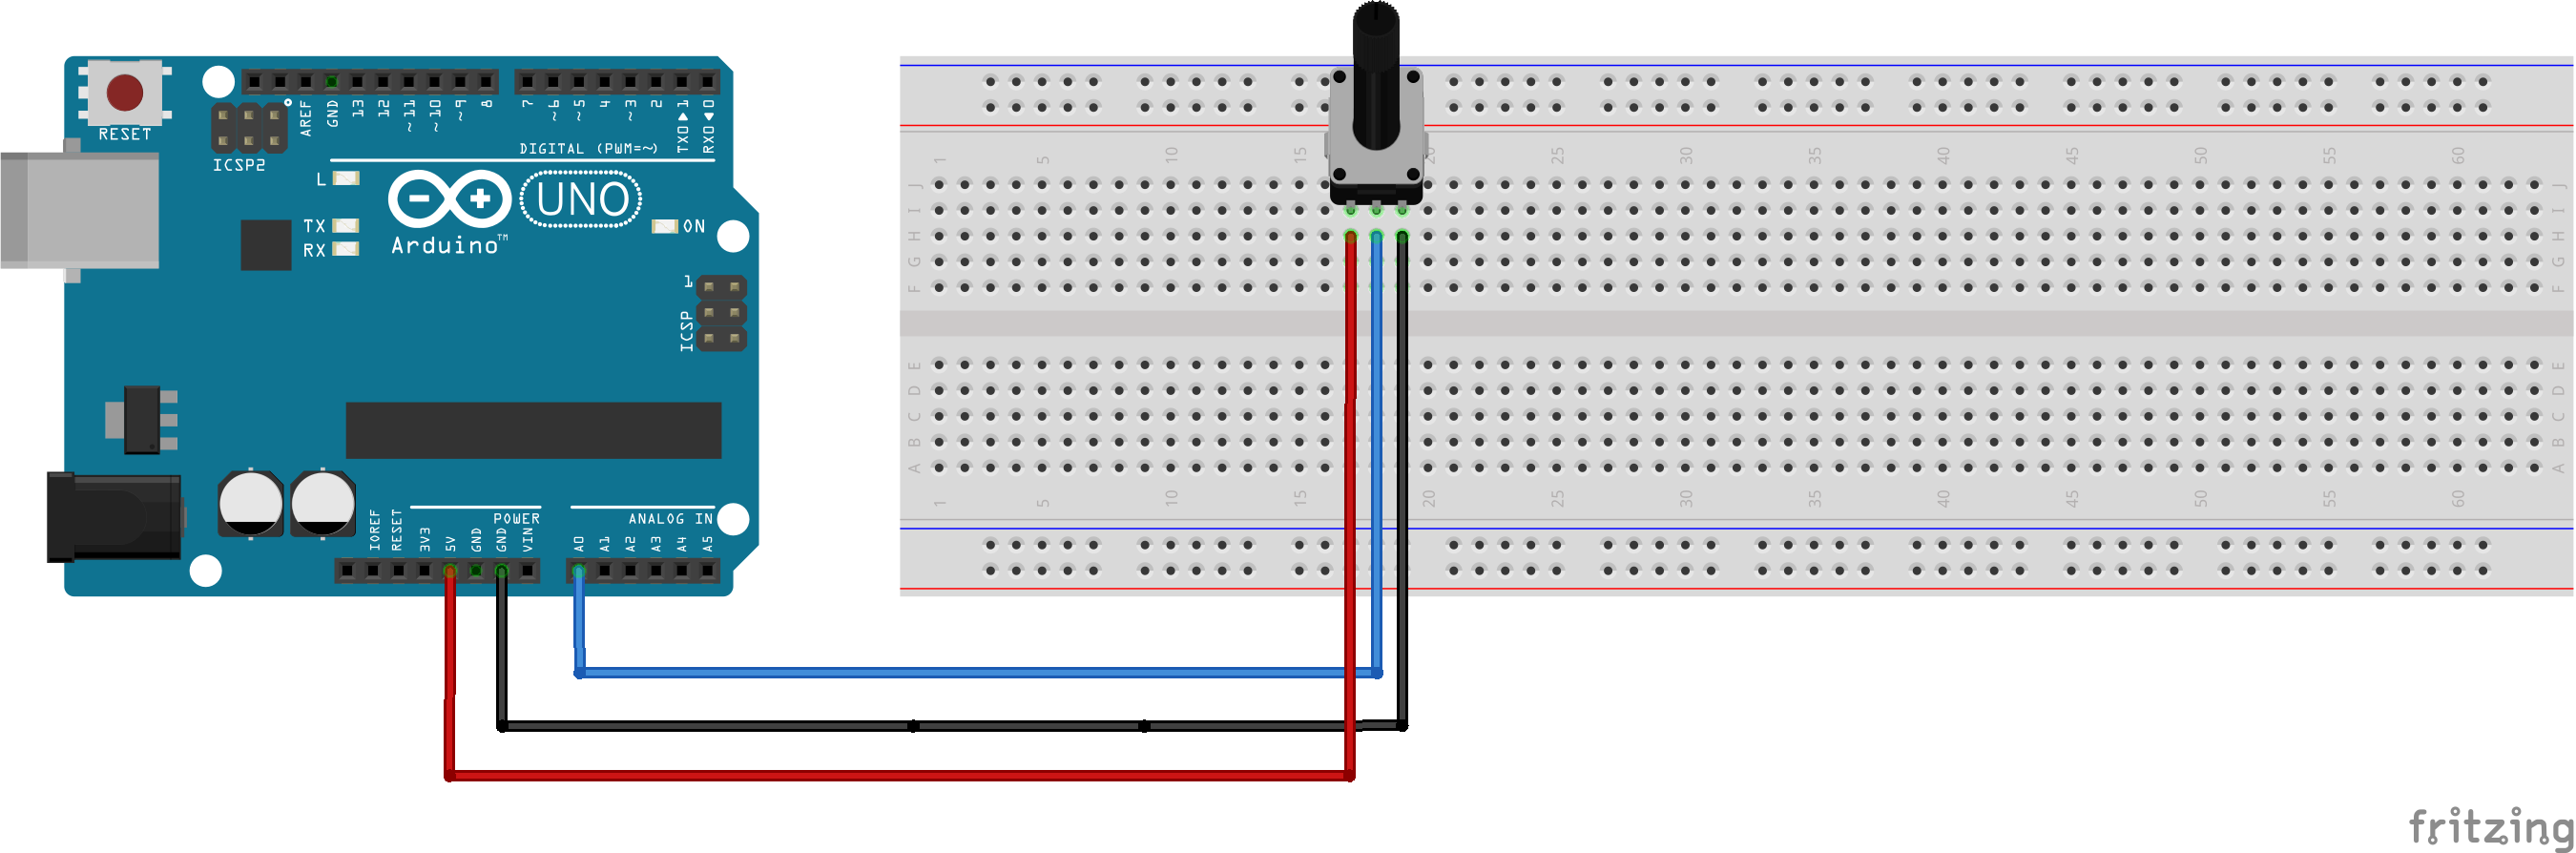 RESET
ICSP2
AREF
GND
13
12
~11
~10
~9
8
7
~6
~5
4
~3
2
TX0 ▶ 1
RX0 ◀ 0
DIGITAL (PWM=~)
L
TX
RX
Arduino™
UNO
ON
1
ICSP
IOREF
RESET
3V3
5V
GND
GND
VIN
POWER
A0
A1
A2
A3
A4
A5
ANALOG IN
1 5 10 15 20 25 30 35 40 45 50 55 60
J J
I I
H H
G G
F F
E E
D D
C C
B B
A A
1 5 10 15 20 25 30 35 40 45 50 55 60
fritzing